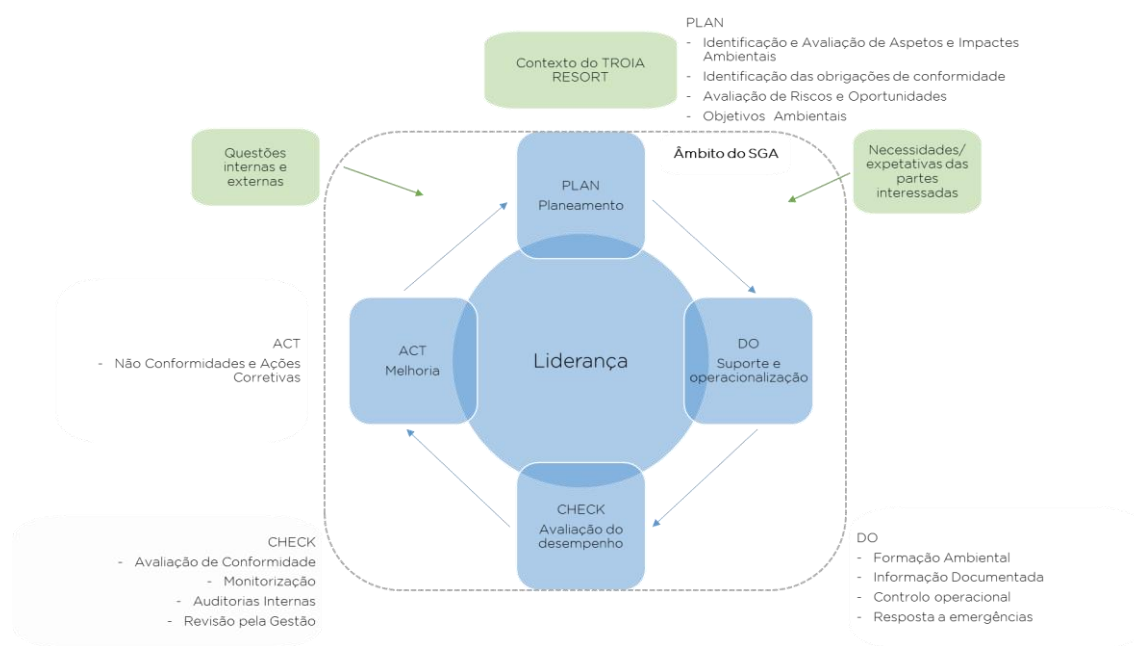 PLAN
- Identificação e Avaliação de Aspetos e Impactes
Ambientais
- Identificação das obrigações de conformidade
- Avaliação de Riscos e Oportunidades
- Objetivos Ambientais
Contexto do TROIA
RESORT
Questões
internas e
externas
Âmbito do SGA
Necessidades/
expetativas das
partes
interessadas
PLAN
Planeamento
ACT
- Não Conformidades e Ações
Corretivas
ACT
Melhoria
Liderança
DO
Suporte e
operacionalização
CHECK
Avaliação do
desempenho
CHECK
- Avaliação de Conformidade
- Monitorização
- Auditorias Internas
- Revisão pela Gestão
DO
- Formação Ambiental
- Informação Documentada
- Controlo operacional
- Resposta a emergências